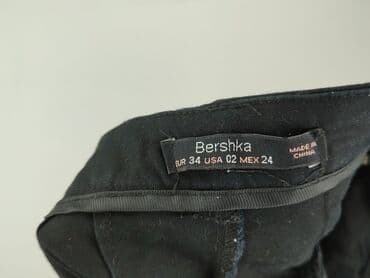 Bershka
EUR 34 USA 02 MEX 24
MADE IN
CHINA